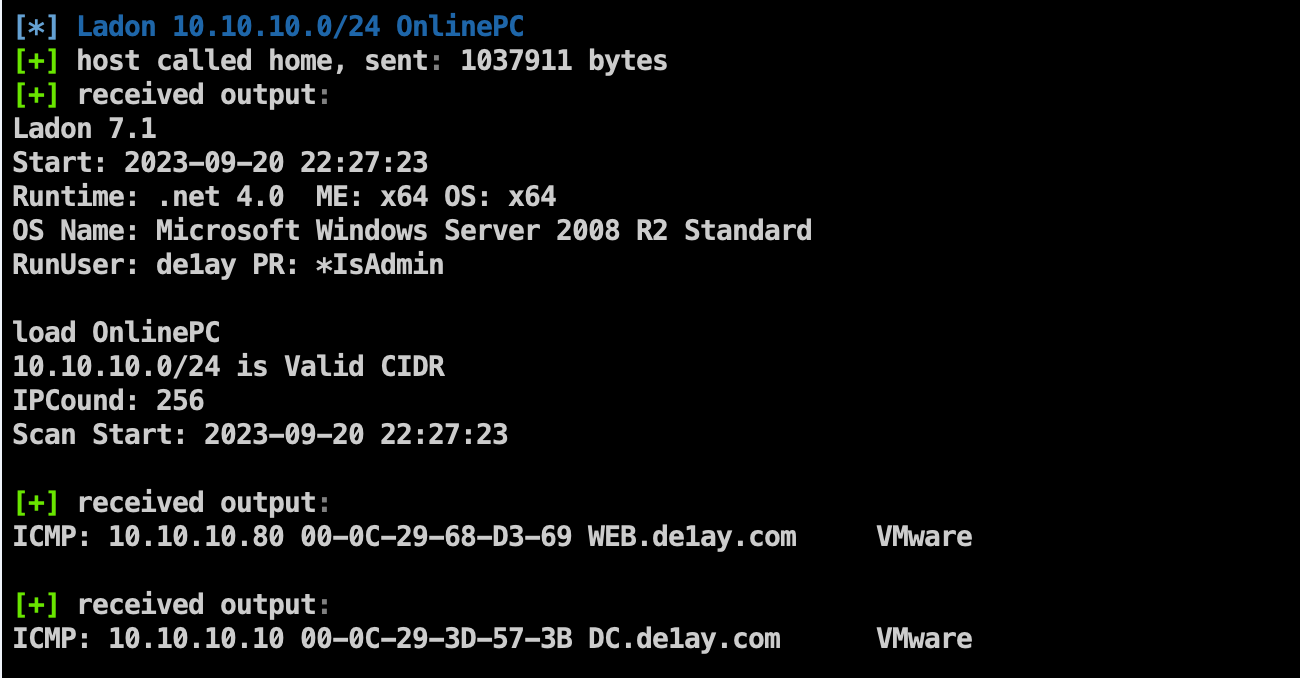 [*] Ladon 10.10.10.0/24 OnlinePC
[+] host called home, sent: 1037911 bytes
[+] received output:
Ladon 7.1
Start: 2023-09-20 22:27:23
Runtime: .net 4.0  ME: x64 OS: x64
OS Name: Microsoft Windows Server 2008 R2 Standard
RunUser: de1ay PR: *IsAdmin
load OnlinePC
10.10.10.0/24 is Valid CIDR
IPCound: 256
Scan Start: 2023-09-20 22:27:23
[+] received output:
ICMP: 10.10.10.80 00-0C-29-68-D3-69 WEB.de1ay.com     VMware
[+] received output:
ICMP: 10.10.10.10 00-0C-29-3D-57-3B DC.de1ay.com      VMware